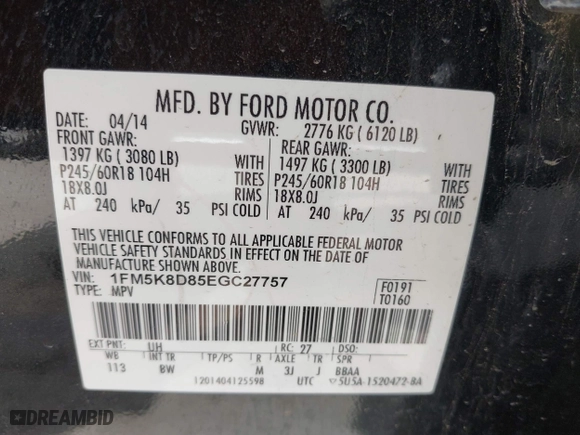 MFD. BY FORD MOTOR CO.
DATE: 04/14 GVWR: 2776 KG ( 6120 LB)
FRONT GAWR: REAR GAWR:
1397 KG ( 3080 LB) WITH 1497 KG ( 3300 LB) WITH
P245/60R18 104H TIRES P245/60R18 104H TIRES
18X8.0J RIMS 18X8.0J RIMS
AT 240 kPa/ 35 PSI COLD AT 240 kPa/ 35 PSI COLD
THIS VEHICLE CONFORMS TO ALL APPLICABLE FEDERAL MOTOR
VEHICLE SAFETY STANDARDS IN EFFECT ON THE DATE OF
MANUFACTURE SHOWN ABOVE.
VIN: 1FM5K8D85EGC27757 F0191
TYPE: MPV T0160
EXT PNT: UH RC: 27 DSO:
WB INT TR TP/PS R AXLE TR SPR
113 BW M 3J J BBAA
1201404125598 UTC 5U5A-1520472-BA
DREAMBID